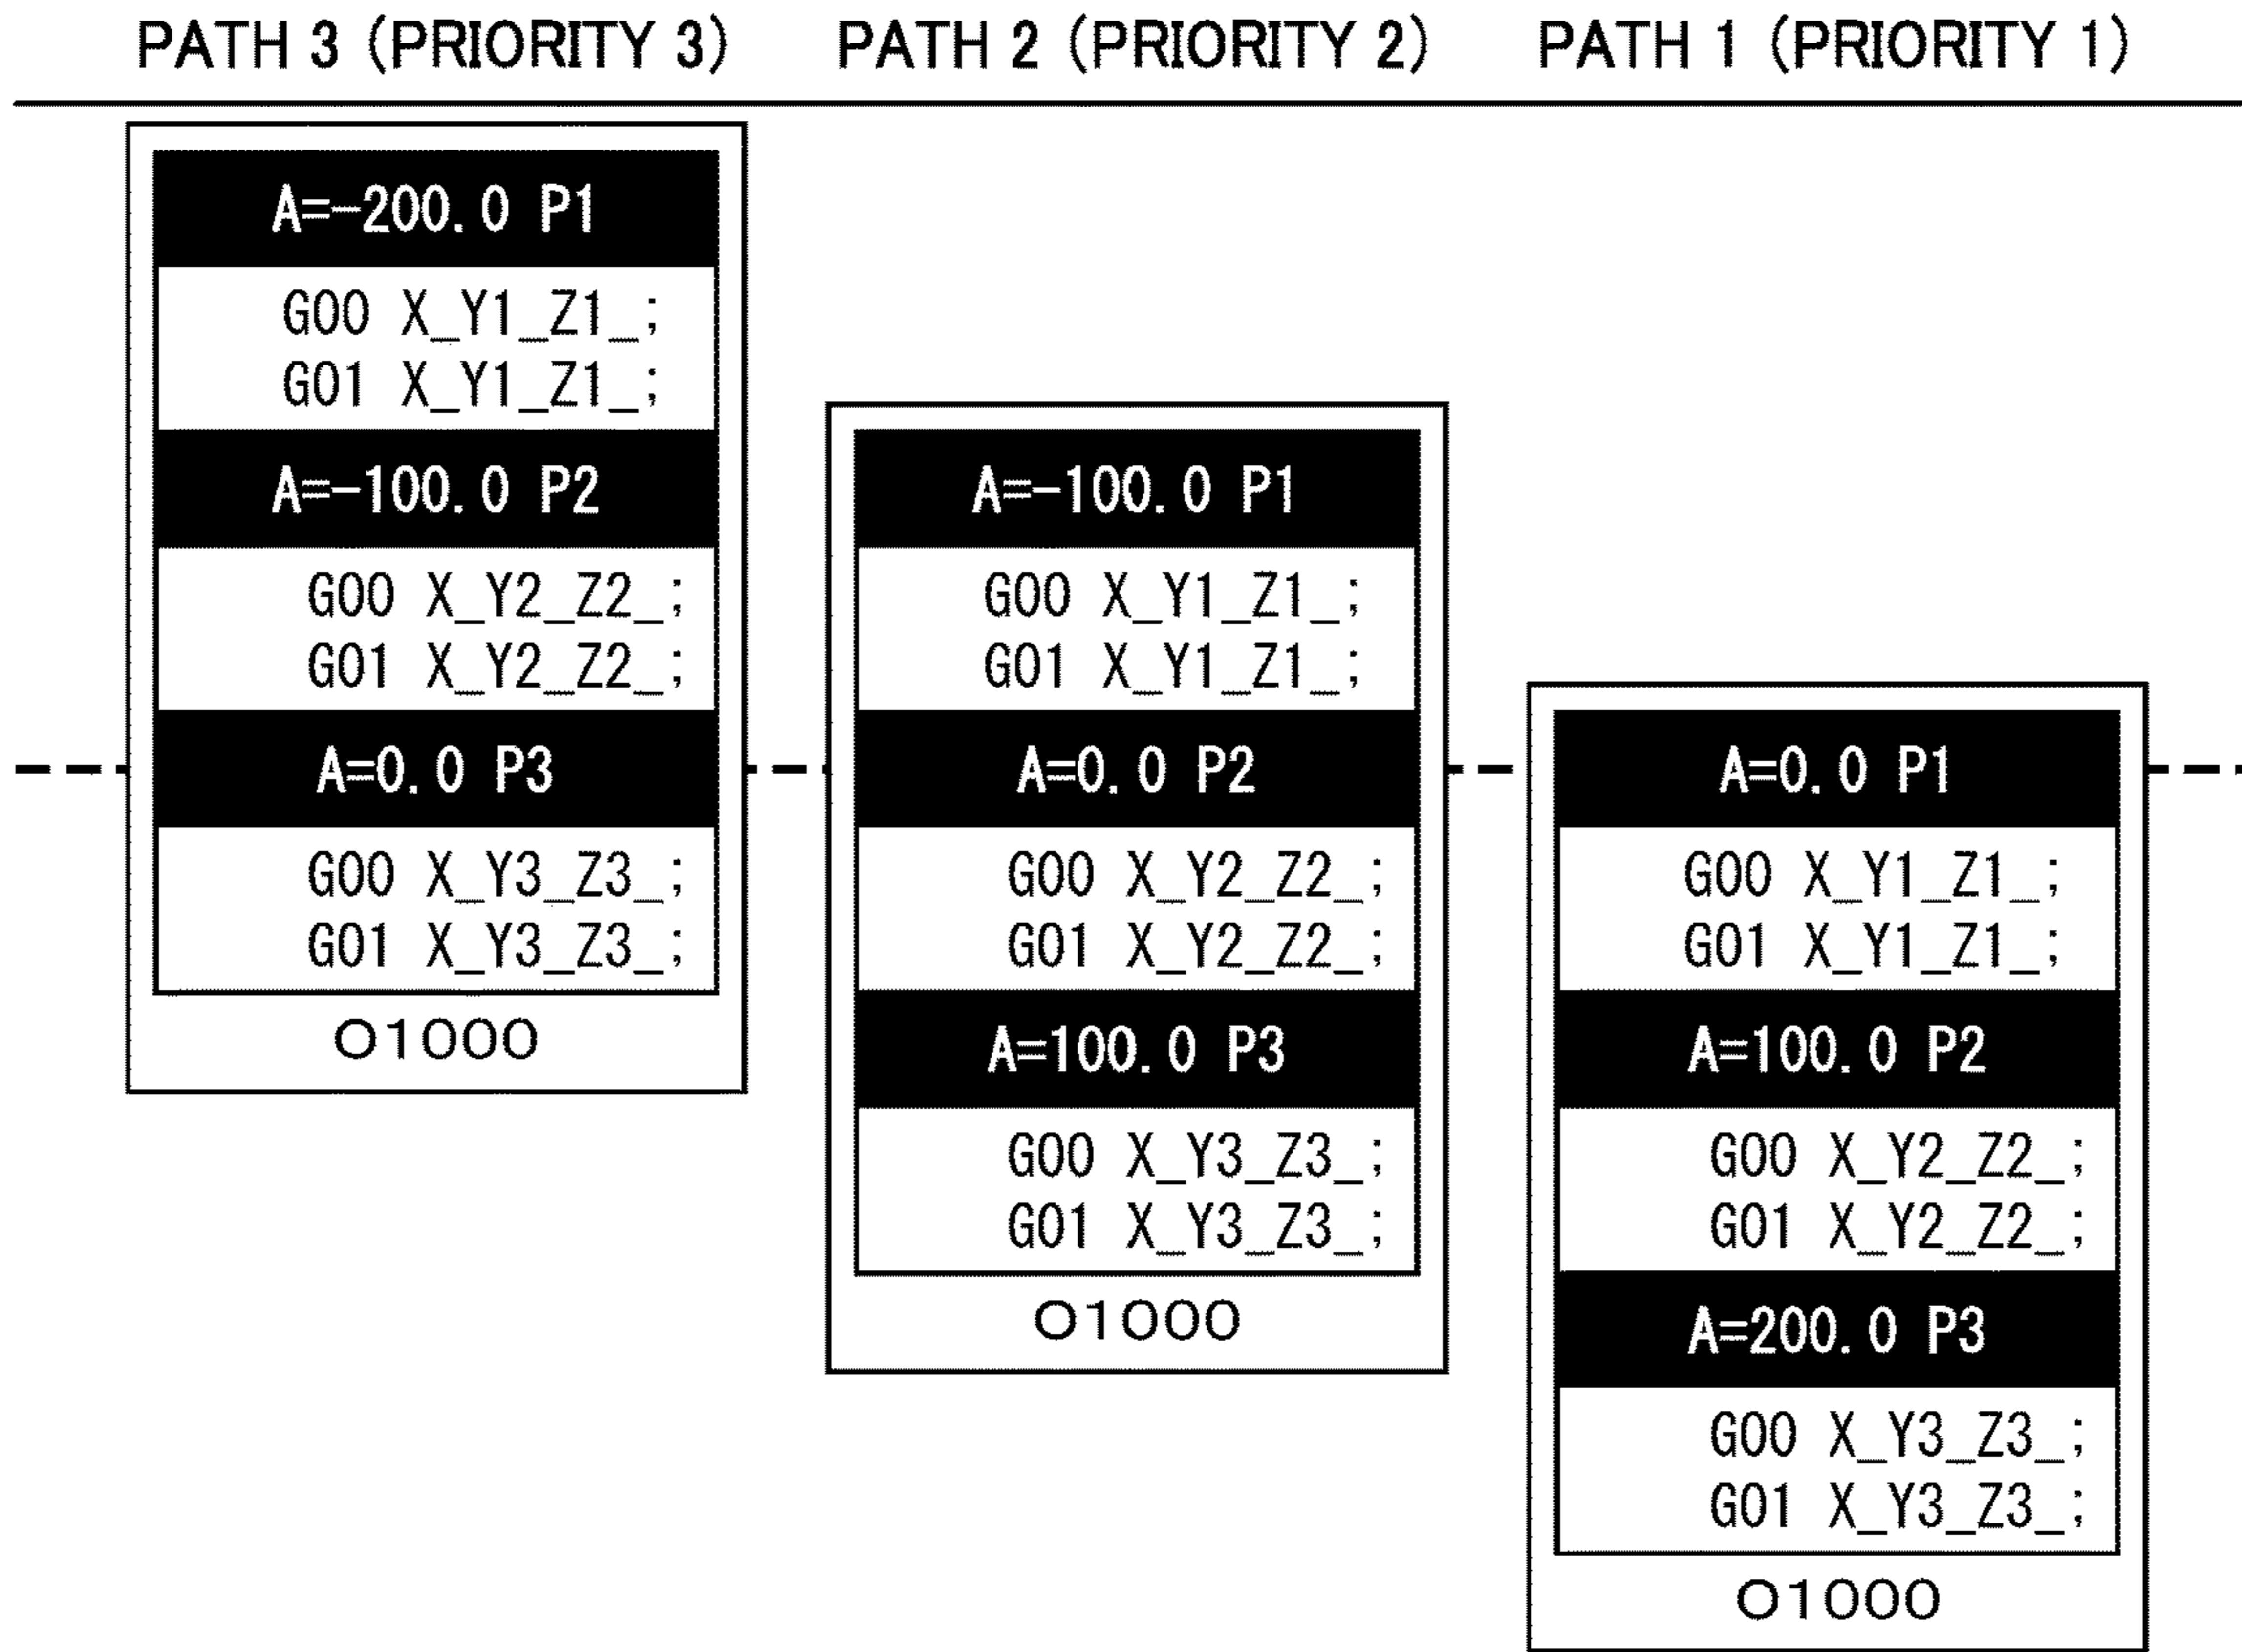 PATH 3 (PRIORITY 3)
A=-200.0 P1
G00 X_Y1_Z1_;
G01 X_Y1_Z1_;
A=-100.0 P2
G00 X_Y2_Z2_;
G01 X_Y2_Z2_;
A=0.0 P3
G00 X_Y3_Z3_;
G01 X_Y3_Z3_;
O1000
PATH 2 (PRIORITY 2)
A=-100.0 P1
G00 X_Y1_Z1_;
G01 X_Y1_Z1_;
A=0.0 P2
G00 X_Y2_Z2_;
G01 X_Y2_Z2_;
A=100.0 P3
G00 X_Y3_Z3_;
G01 X_Y3_Z3_;
O1000
PATH 1 (PRIORITY 1)
A=0.0 P1
G00 X_Y1_Z1_;
G01 X_Y1_Z1_;
A=100.0 P2
G00 X_Y2_Z2_;
G01 X_Y2_Z2_;
A=200.0 P3
G00 X_Y3_Z3_;
G01 X_Y3_Z3_;
O1000